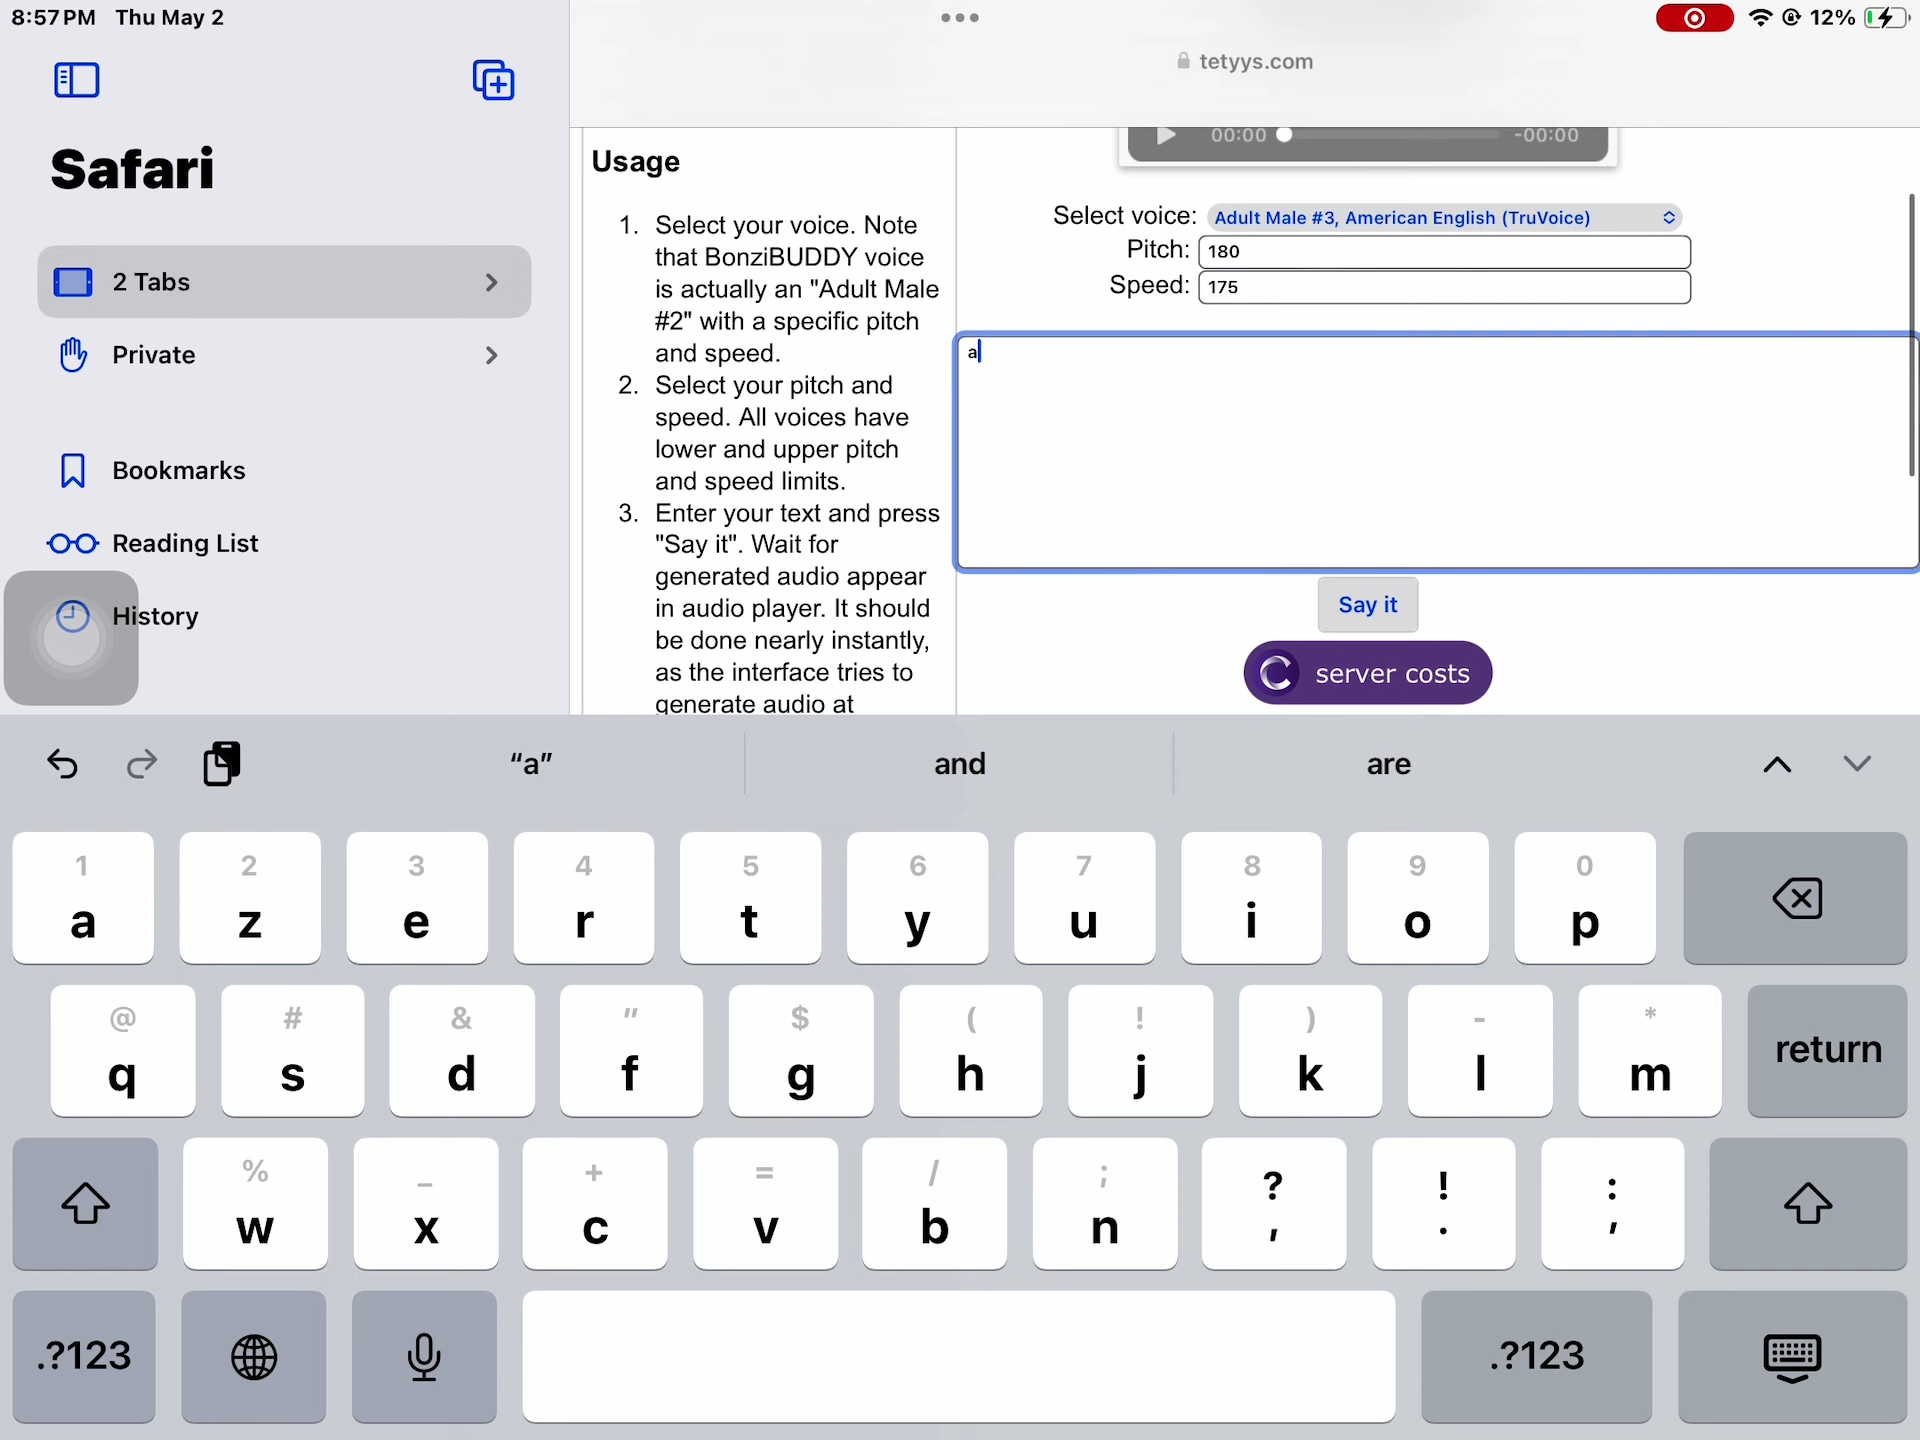 8:57 PM Thu May 2
12%
tetyys.com
Safari
2 Tabs
Private
Bookmarks
Reading List
History
Usage
1. Select your voice. Note
that BonziBUDDY voice
is actually an "Adult Male
#2" with a specific pitch
and speed.
2. Select your pitch and
speed. All voices have
lower and upper pitch
and speed limits.
3. Enter your text and press
"Say it". Wait for
generated audio appear
in audio player. It should
be done nearly instantly,
as the interface tries to
generate audio at
00:00 -00:00
Select voice: Adult Male #3, American English (TruVoice)
Pitch: 180
Speed: 175
a
Say it
server costs
“a” and are
1 2 3 4 5 6 7 8 9 0
a z e r t y u i o p
@ # & " $ ( ! ) - *
q s d f g h j k l m return
% _ + = / ; ? ! :
w x c v b n , . '
.?123 .?123